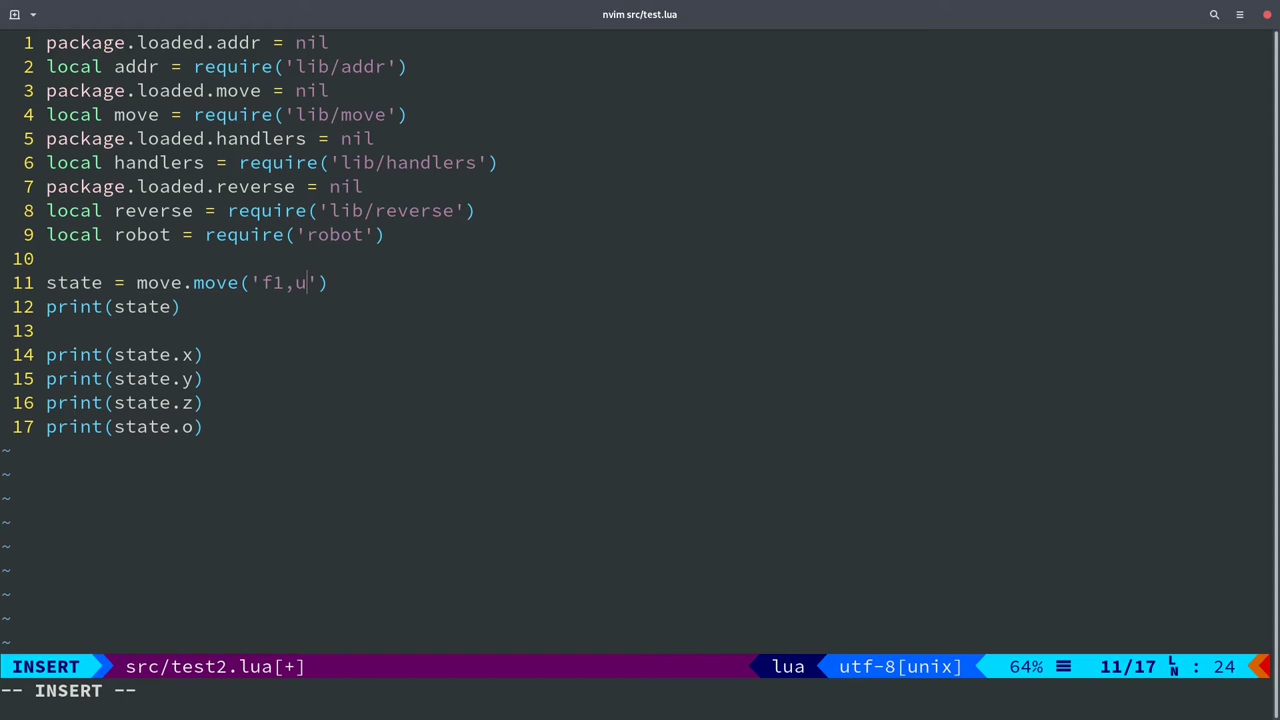 nvim src/test.lua
1 package.loaded.addr = nil
2 local addr = require('lib/addr')
3 package.loaded.move = nil
4 local move = require('lib/move')
5 package.loaded.handlers = nil
6 local handlers = require('lib/handlers')
7 package.loaded.reverse = nil
8 local reverse = require('lib/reverse')
9 local robot = require('robot')
10
11 state = move.move('f1,u')
12 print(state)
13
14 print(state.x)
15 print(state.y)
16 print(state.z)
17 print(state.o)
~
~
~
~
~
~
~
~
~
INSERT src/test2.lua[+] lua utf-8[unix] 64% ☰ 11/17 LN : 24
-- INSERT --